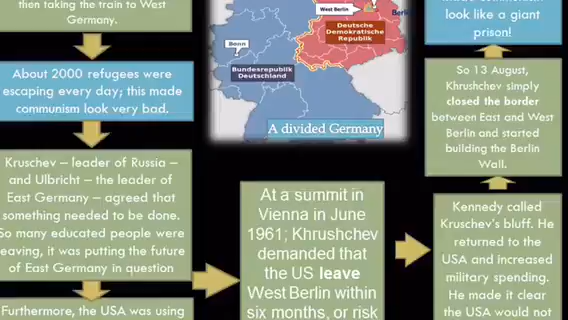 then taking the train to West
Germany.
About 2000 refugees were
escaping every day; this made
communism look very bad.
Kruschev – leader of Russia –
and Ulbricht – the leader of
East Germany – agreed that
something needed to be done.
So many educated people were
leaving, it was putting the future
of East Germany in question
Furthermore, the USA was using
West Berlin
Berlin
Deutsche
Demokratische
Republik
Bonn
Bundesrepublik
Deutschland
A divided Germany
At a summit in
Vienna in June
1961; Khrushchev
demanded that
the US leave
West Berlin within
six months, or risk
Kennedy called
Kruschev's bluff. He
returned to the
USA and increased
military spending.
He made it clear
the USA would not
So 13 August,
Khrushchev simply
closed the border
between East and West
Berlin and started
building the Berlin
Wall.
look like a giant
prison!